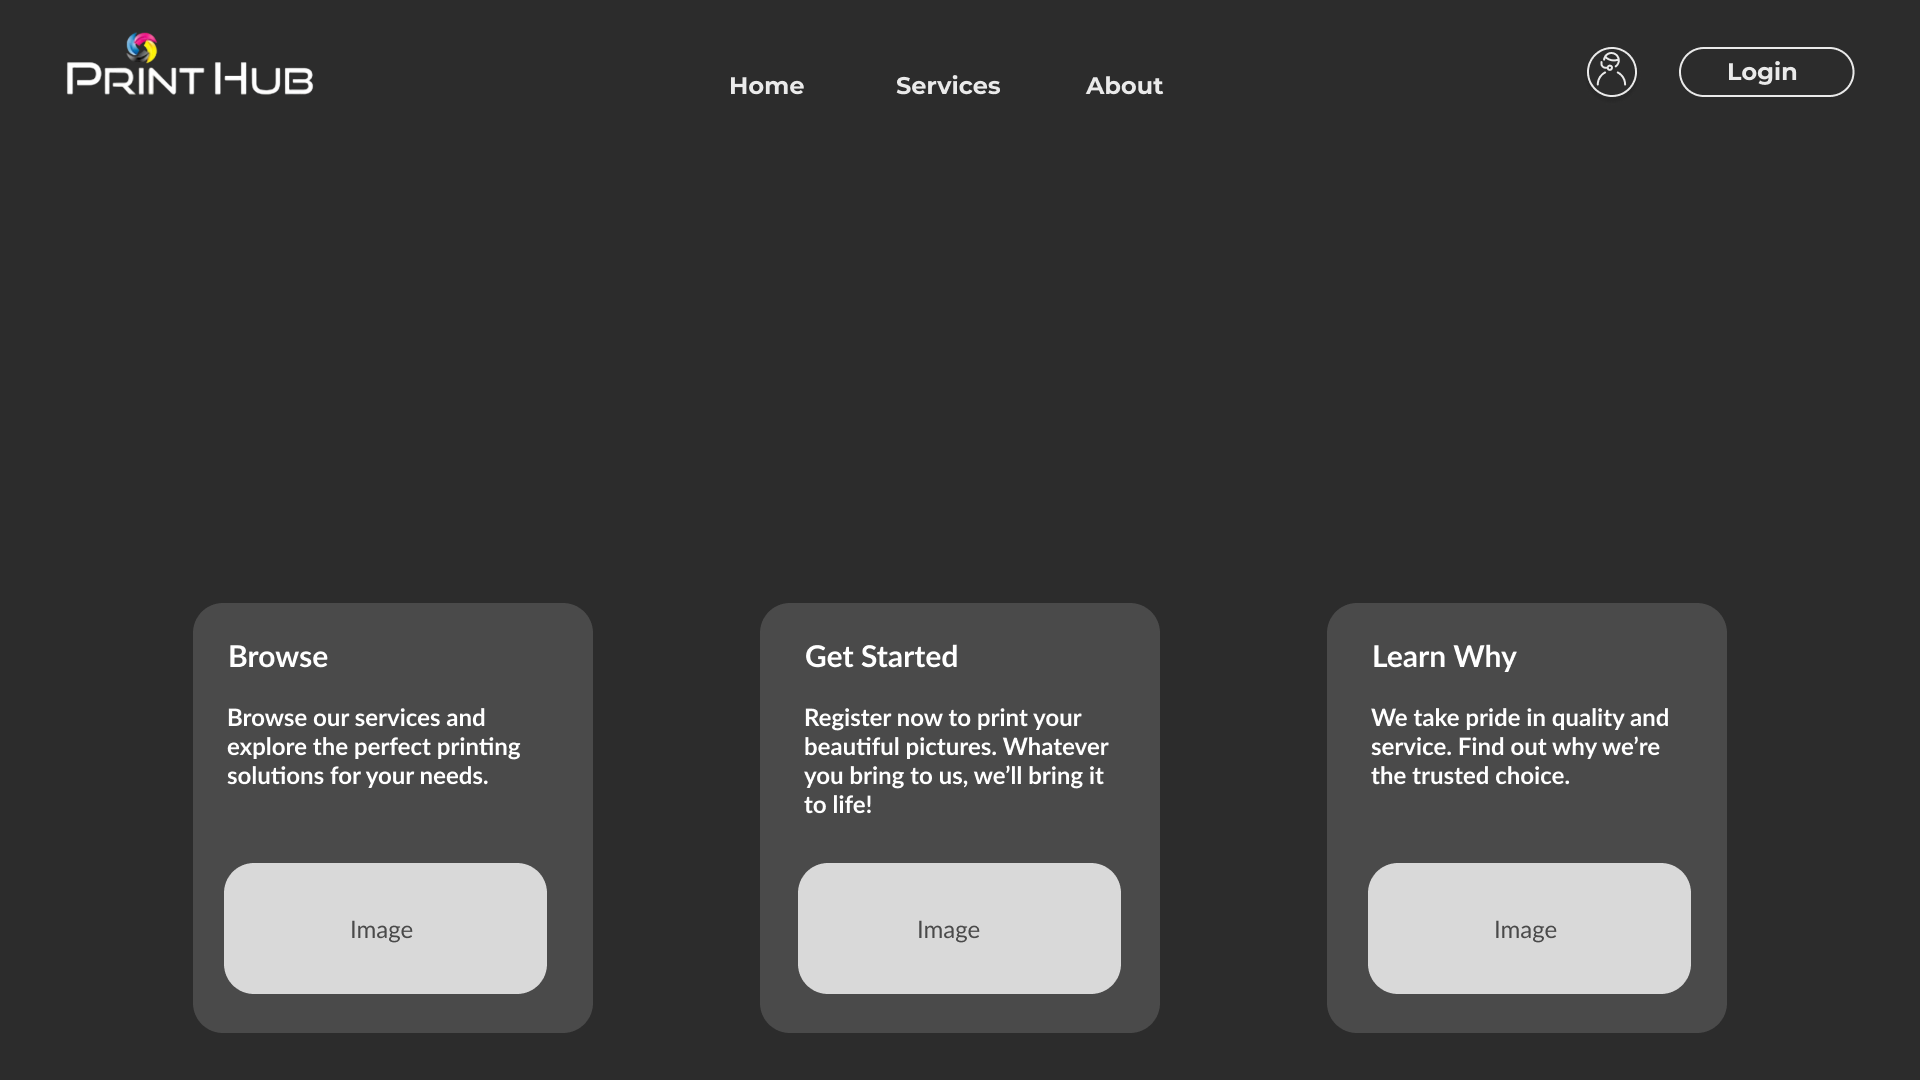 PRINT HUB
Home
Services
About
Login
Browse
Browse our services and
explore the perfect printing
solutions for your needs.
Image
Get Started
Register now to print your
beautiful pictures. Whatever
you bring to us, we’ll bring it
to life!
Image
Learn Why
We take pride in quality and
service. Find out why we’re
the trusted choice.
Image